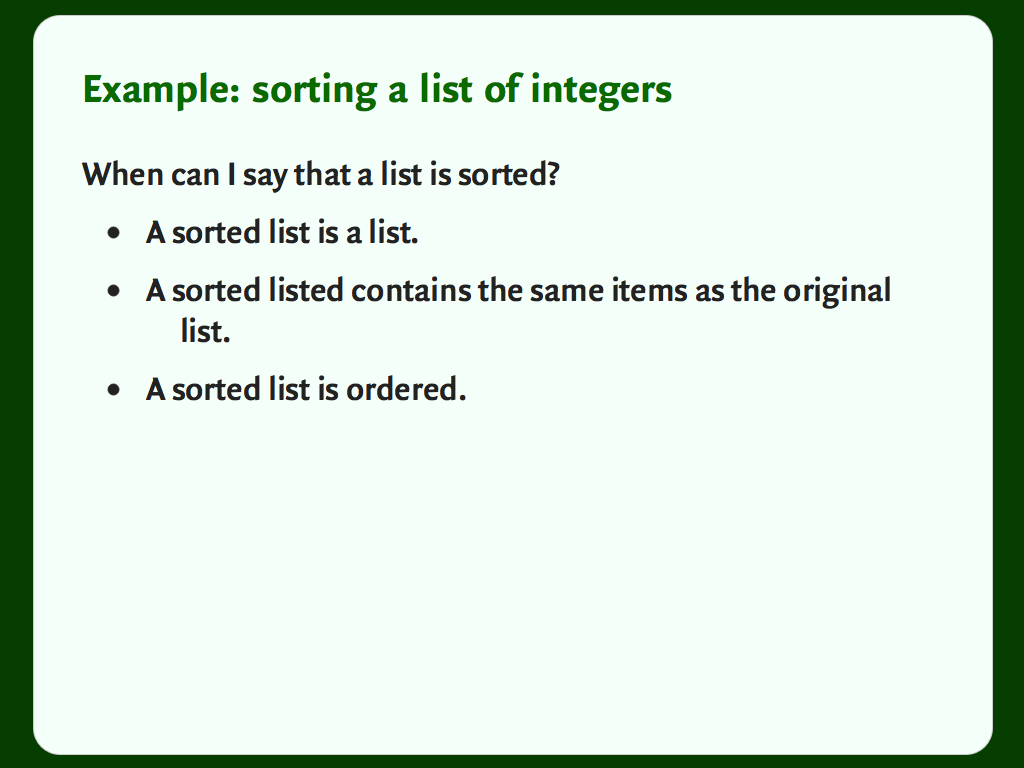 Example: sorting a list of integers
When can I say that a list is sorted?
• A sorted list is a list.
• A sorted listed contains the same items as the original
list.
• A sorted list is ordered.